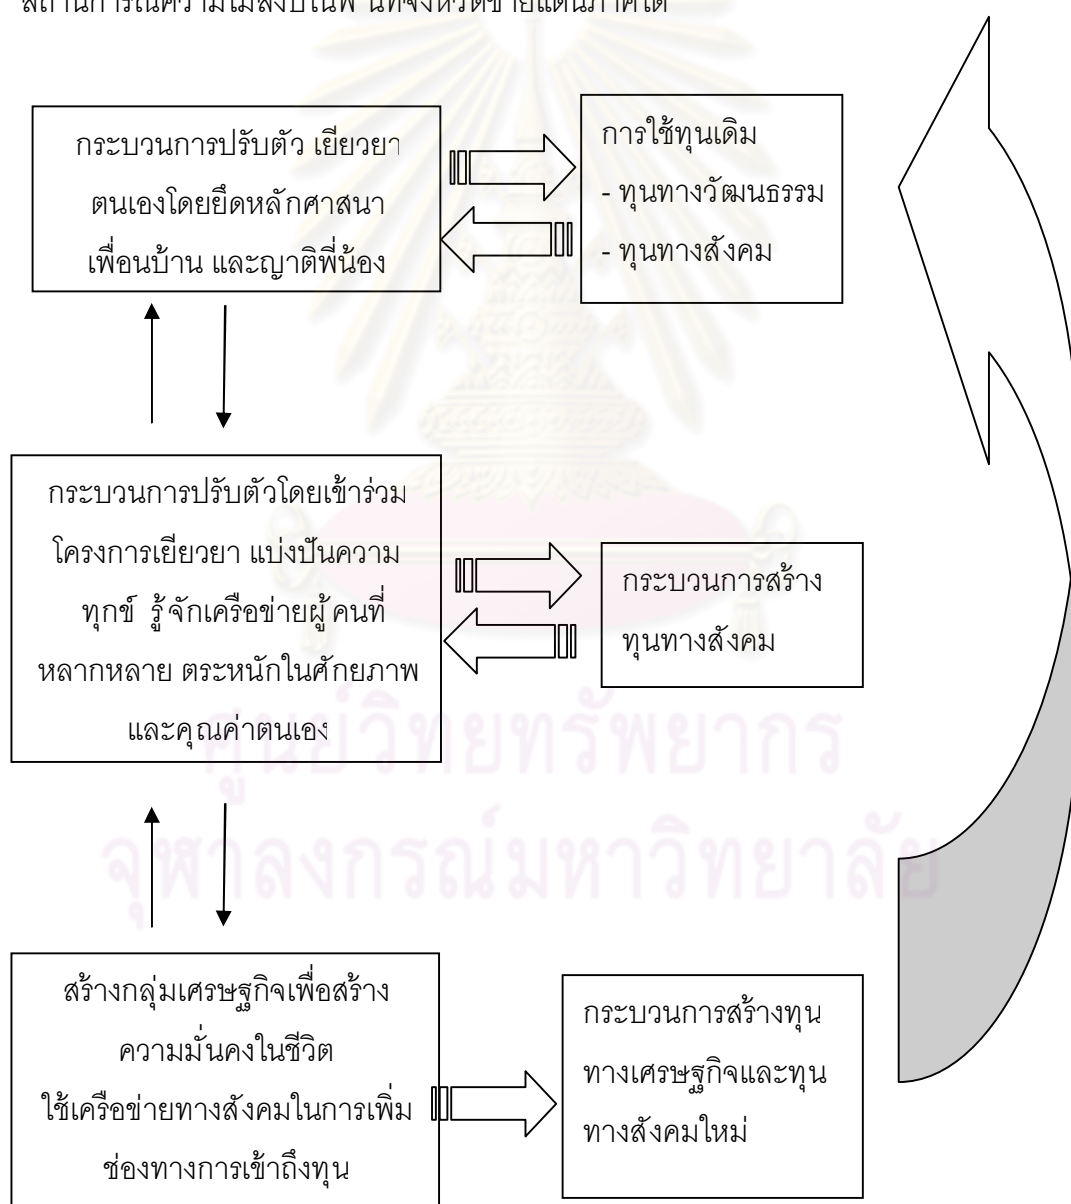 สถานการณ์ความไม่สงบในพื้นที่จังหวัดชายแดนภาคใต้
กระบวนการปรับตัว เยียวยา
ตนเองโดยยึดหลักศาสนา
เพื่อนบ้าน และญาติพี่น้อง
การใช้ทุนเดิม
- ทุนทางวัฒนธรรม
- ทุนทางสังคม
กระบวนการปรับตัวโดยเข้าร่วม
โครงการเยียวยา แบ่งปันความ
ทุกข์ รู้จักเครือข่ายผู้คนที่
หลากหลาย ตระหนักในศักยภาพ
และคุณค่าตนเอง
กระบวนการสร้าง
ทุนทางสังคม
ศูนย์วิทยทรัพยากร
จุฬาลงกรณ์มหาวิทยาลัย
สร้างกลุ่มเศรษฐกิจเพื่อสร้าง
ความมั่นคงในชีวิต
ใช้เครือข่ายทางสังคมในการเพิ่ม
ช่องทางการเข้าถึงทุน
กระบวนการสร้างทุน
ทางเศรษฐกิจและทุน
ทางสังคมใหม่